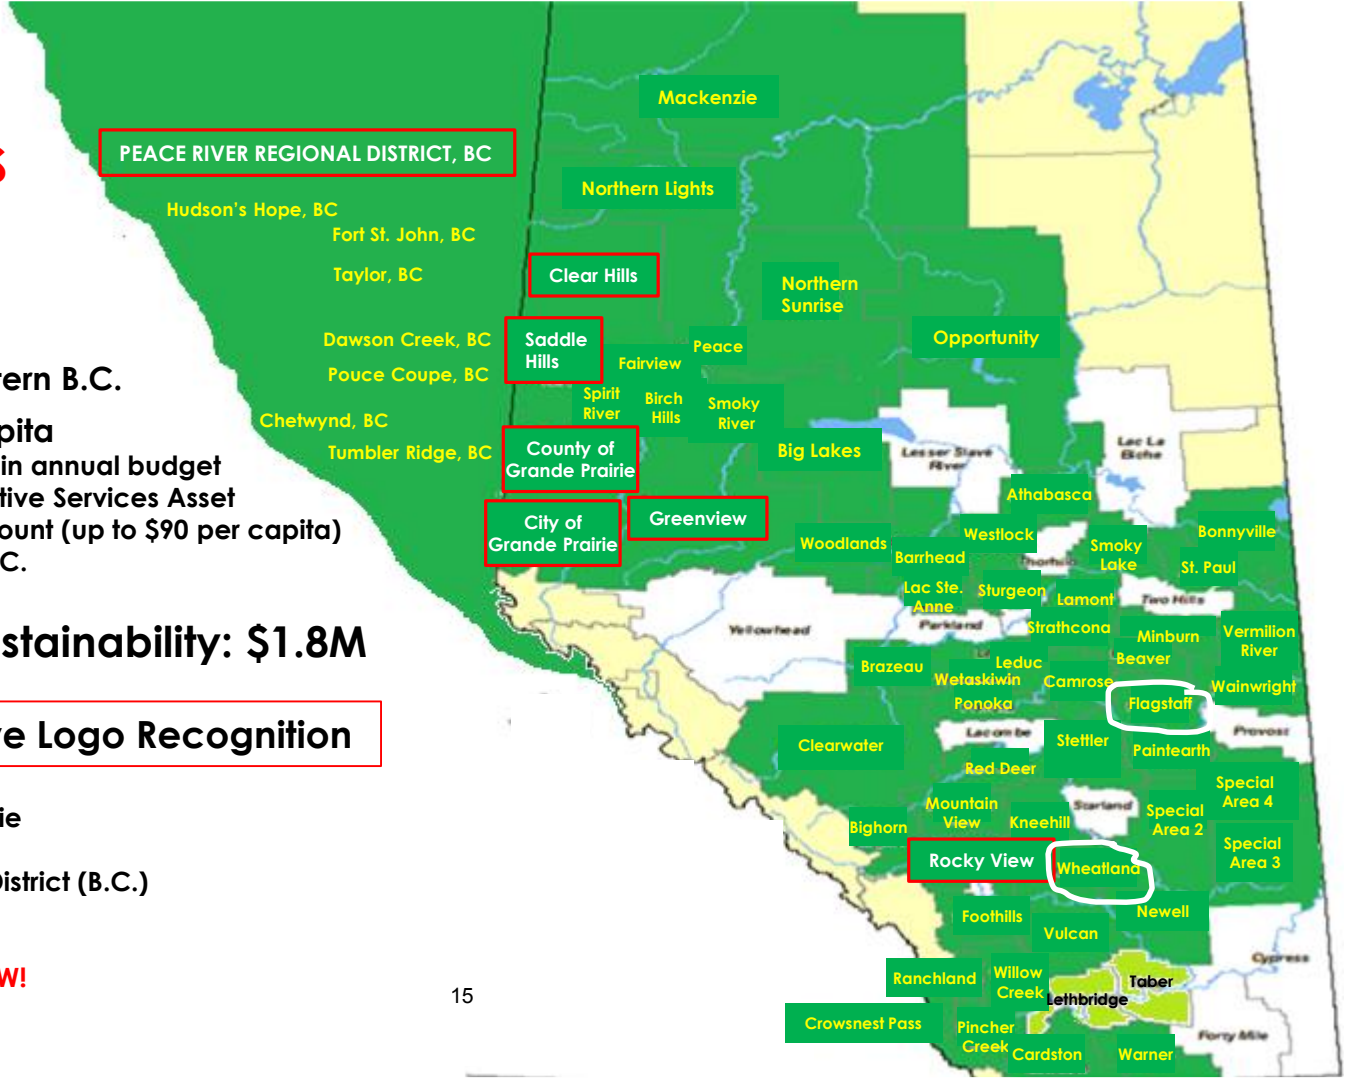 S
tern B.C.
pita
in annual budget
tive Services Asset
ount (up to $90 per capita)
C.
stainability: $1.8M
e Logo Recognition
ie
District (B.C.)
W!
15
PEACE RIVER REGIONAL DISTRICT, BC
Hudson's Hope, BC
Fort St. John, BC
Taylor, BC
Dawson Creek, BC
Pouce Coupe, BC
Chetwynd, BC
Tumbler Ridge, BC
Mackenzie
Northern Lights
Clear Hills
Northern
Sunrise
Saddle
Hills
Peace
Opportunity
Fairview
Spirit
River
Birch
Hills
Smoky
River
County of
Grande Prairie
Big Lakes
Lesser Slave
River
Lac La
Biche
City of
Grande Prairie
Greenview
Athabasca
Woodlands
Westlock
Barrhead
Thorhild
Smoky
Lake
Bonnyville
St. Paul
Lac Ste.
Anne
Sturgeon
Lamont
Two Hills
Yellowhead
Parkland
Strathcona
Minburn
Vermilion
River
Brazeau
Leduc
Beaver
Wetaskiwin
Camrose
Wainwright
Ponoka
Flagstaff
Clearwater
Lacombe
Stettler
Paintearth
Provost
Red Deer
Mountain
View
Kneehill
Starland
Special
Area 2
Special
Area 4
Bighorn
Rocky View
Wheatland
Special
Area 3
Foothills
Vulcan
Newell
Cypress
Ranchland
Willow
Creek
Lethbridge
Taber
Crowsnest Pass
Pincher
Creek
Cardston
Warner
Forty Mile